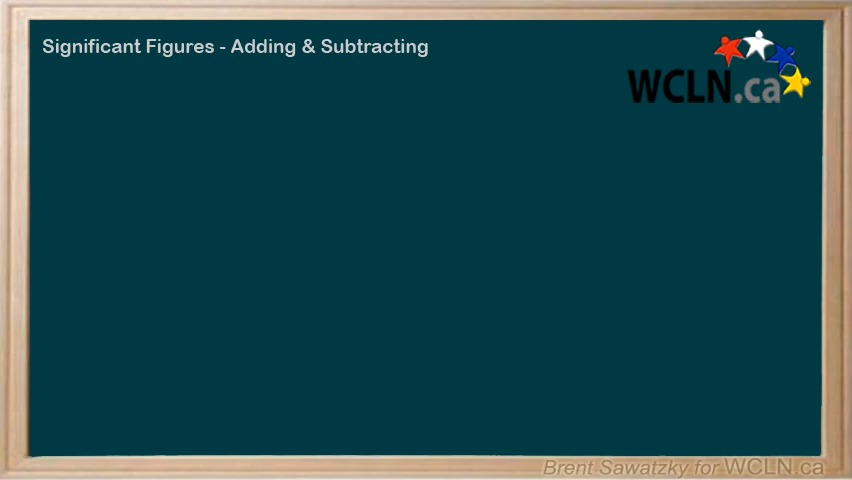 Significant Figures - Adding & Subtracting
WCLN.ca
Brent Sawatzky for WCLN.ca